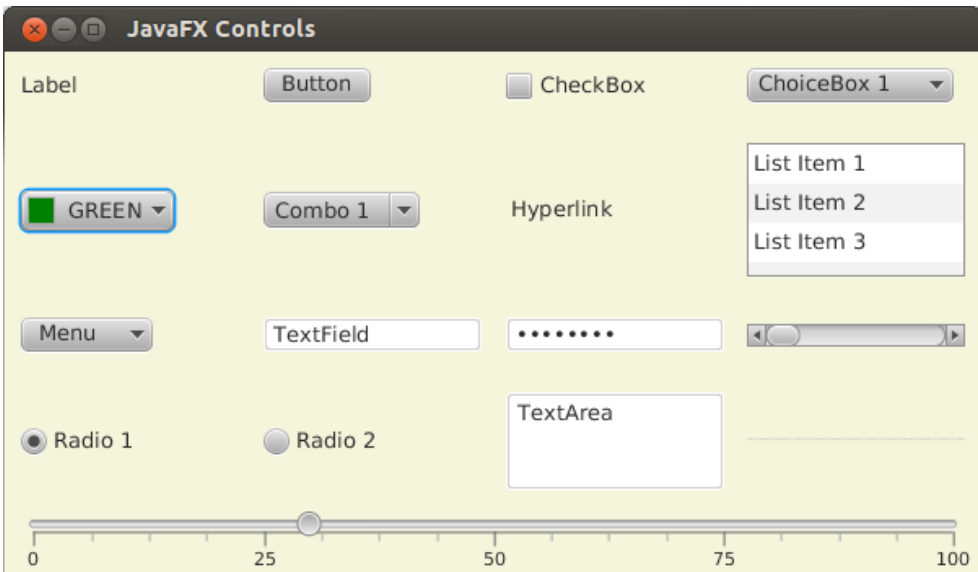 JavaFX Controls
Label
Button
CheckBox
ChoiceBox 1
GREEN
Combo 1
Hyperlink
List Item 1
List Item 2
List Item 3
Menu
TextField
••••••••
Radio 1
Radio 2
TextArea
0 25 50 75 100